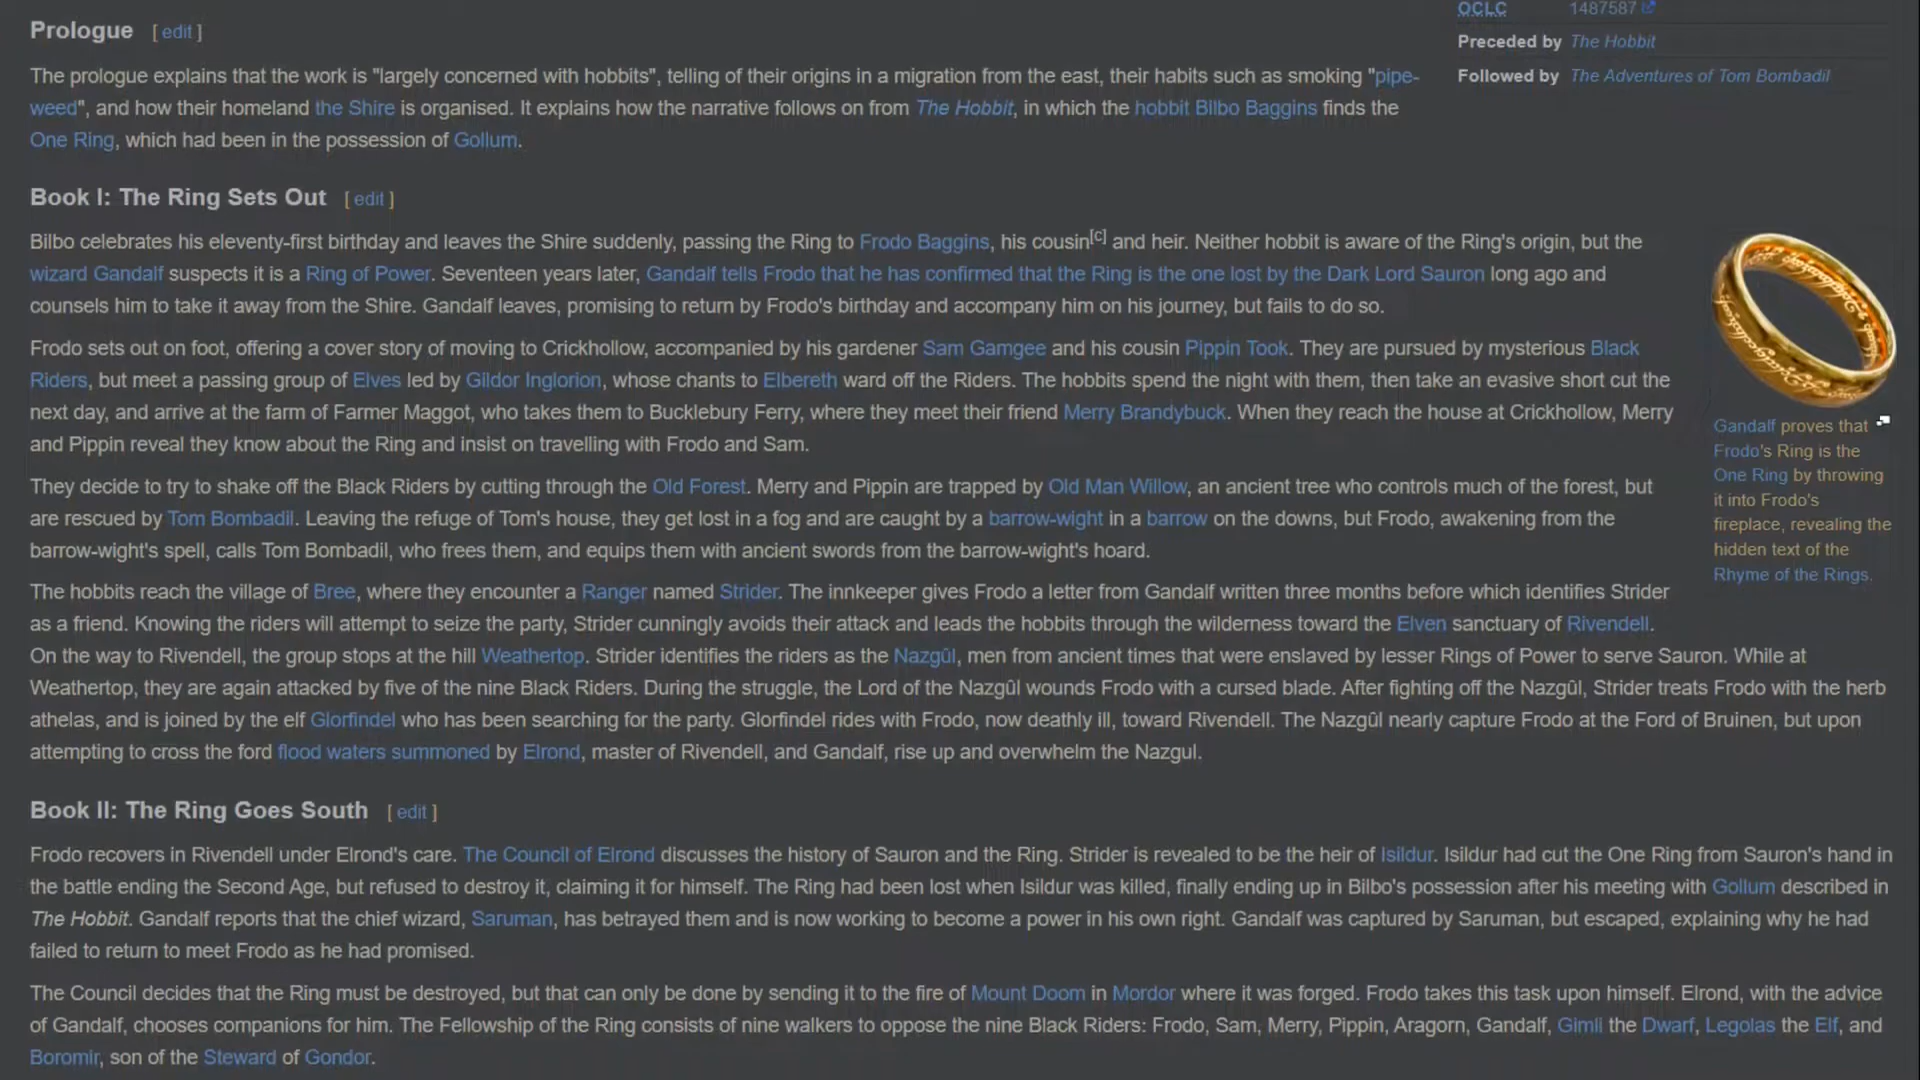 Prologue [ edit ]
The prologue explains that the work is "largely concerned with hobbits", telling of their origins in a migration from the east, their habits such as smoking "pipe-
weed", and how their homeland the Shire is organised. It explains how the narrative follows on from The Hobbit, in which the hobbit Bilbo Baggins finds the
One Ring, which had been in the possession of Gollum.
OCLC 1487587
Preceded by The Hobbit
Followed by The Adventures of Tom Bombadil
Book I: The Ring Sets Out [ edit ]
Bilbo celebrates his eleventy-first birthday and leaves the Shire suddenly, passing the Ring to Frodo Baggins, his cousin[c] and heir. Neither hobbit is aware of the Ring's origin, but the
wizard Gandalf suspects it is a Ring of Power. Seventeen years later, Gandalf tells Frodo that he has confirmed that the Ring is the one lost by the Dark Lord Sauron long ago and
counsels him to take it away from the Shire. Gandalf leaves, promising to return by Frodo's birthday and accompany him on his journey, but fails to do so.
Frodo sets out on foot, offering a cover story of moving to Crickhollow, accompanied by his gardener Sam Gamgee and his cousin Pippin Took. They are pursued by mysterious Black
Riders, but meet a passing group of Elves led by Gildor Inglorion, whose chants to Elbereth ward off the Riders. The hobbits spend the night with them, then take an evasive short cut the
next day, and arrive at the farm of Farmer Maggot, who takes them to Bucklebury Ferry, where they meet their friend Merry Brandybuck. When they reach the house at Crickhollow, Merry
and Pippin reveal they know about the Ring and insist on travelling with Frodo and Sam.
They decide to try to shake off the Black Riders by cutting through the Old Forest. Merry and Pippin are trapped by Old Man Willow, an ancient tree who controls much of the forest, but
are rescued by Tom Bombadil. Leaving the refuge of Tom's house, they get lost in a fog and are caught by a barrow-wight in a barrow on the downs, but Frodo, awakening from the
barrow-wight's spell, calls Tom Bombadil, who frees them, and equips them with ancient swords from the barrow-wight's hoard.
The hobbits reach the village of Bree, where they encounter a Ranger named Strider. The innkeeper gives Frodo a letter from Gandalf written three months before which identifies Strider
as a friend. Knowing the riders will attempt to seize the party, Strider cunningly avoids their attack and leads the hobbits through the wilderness toward the Elven sanctuary of Rivendell.
On the way to Rivendell, the group stops at the hill Weathertop. Strider identifies the riders as the Nazgûl, men from ancient times that were enslaved by lesser Rings of Power to serve Sauron. While at
Weathertop, they are again attacked by five of the nine Black Riders. During the struggle, the Lord of the Nazgûl wounds Frodo with a cursed blade. After fighting off the Nazgûl, Strider treats Frodo with the herb
athelas, and is joined by the elf Glorfindel who has been searching for the party. Glorfindel rides with Frodo, now deathly ill, toward Rivendell. The Nazgûl nearly capture Frodo at the Ford of Bruinen, but upon
attempting to cross the ford flood waters summoned by Elrond, master of Rivendell, and Gandalf, rise up and overwhelm the Nazgul.
Gandalf proves that
Frodo's Ring is the
One Ring by throwing
it into Frodo's
fireplace, revealing the
hidden text of the
Rhyme of the Rings.
Book II: The Ring Goes South [ edit ]
Frodo recovers in Rivendell under Elrond's care. The Council of Elrond discusses the history of Sauron and the Ring. Strider is revealed to be the heir of Isildur. Isildur had cut the One Ring from Sauron's hand in
the battle ending the Second Age, but refused to destroy it, claiming it for himself. The Ring had been lost when Isildur was killed, finally ending up in Bilbo's possession after his meeting with Gollum described in
The Hobbit. Gandalf reports that the chief wizard, Saruman, has betrayed them and is now working to become a power in his own right. Gandalf was captured by Saruman, but escaped, explaining why he had
failed to return to meet Frodo as he had promised.
The Council decides that the Ring must be destroyed, but that can only be done by sending it to the fire of Mount Doom in Mordor where it was forged. Frodo takes this task upon himself. Elrond, with the advice
of Gandalf, chooses companions for him. The Fellowship of the Ring consists of nine walkers to oppose the nine Black Riders: Frodo, Sam, Merry, Pippin, Aragorn, Gandalf, Gimli the Dwarf, Legolas the Elf, and
Boromir, son of the Steward of Gondor.